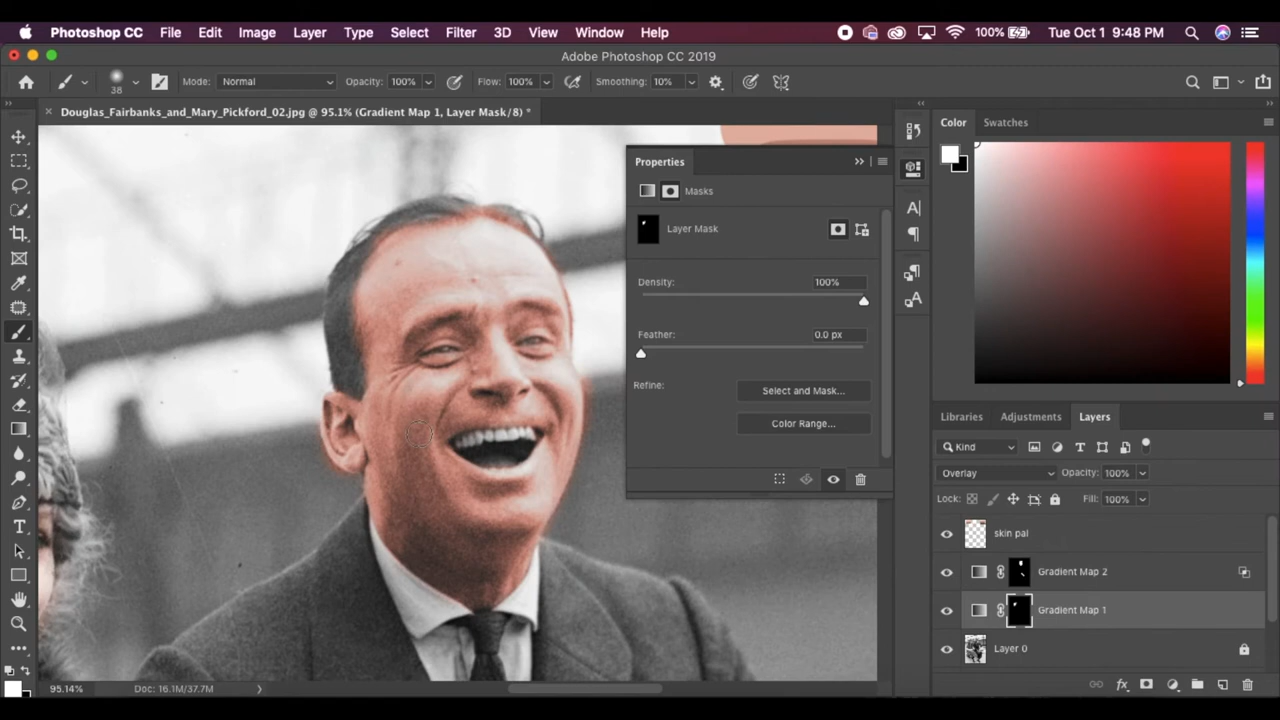 Photoshop CC File Edit Image Layer Type Select Filter 3D View Window Help 100% Tue Oct 1 9:48 PM
Adobe Photoshop CC 2019
38 Mode: Normal Opacity: 100% Flow: 100% Smoothing: 10%
Douglas_Fairbanks_and_Mary_Pickford_02.jpg @ 95.1% (Gradient Map 1, Layer Mask/8) *
Color Swatches
Properties
Masks
Layer Mask
Density: 100%
Feather: 0.0 px
Refine: Select and Mask...
Color Range...
Libraries Adjustments Layers
Kind
Overlay Opacity: 100%
Lock: Fill: 100%
skin pal
Gradient Map 2
Gradient Map 1
Layer 0
95.14% Doc: 16.1M/37.7M